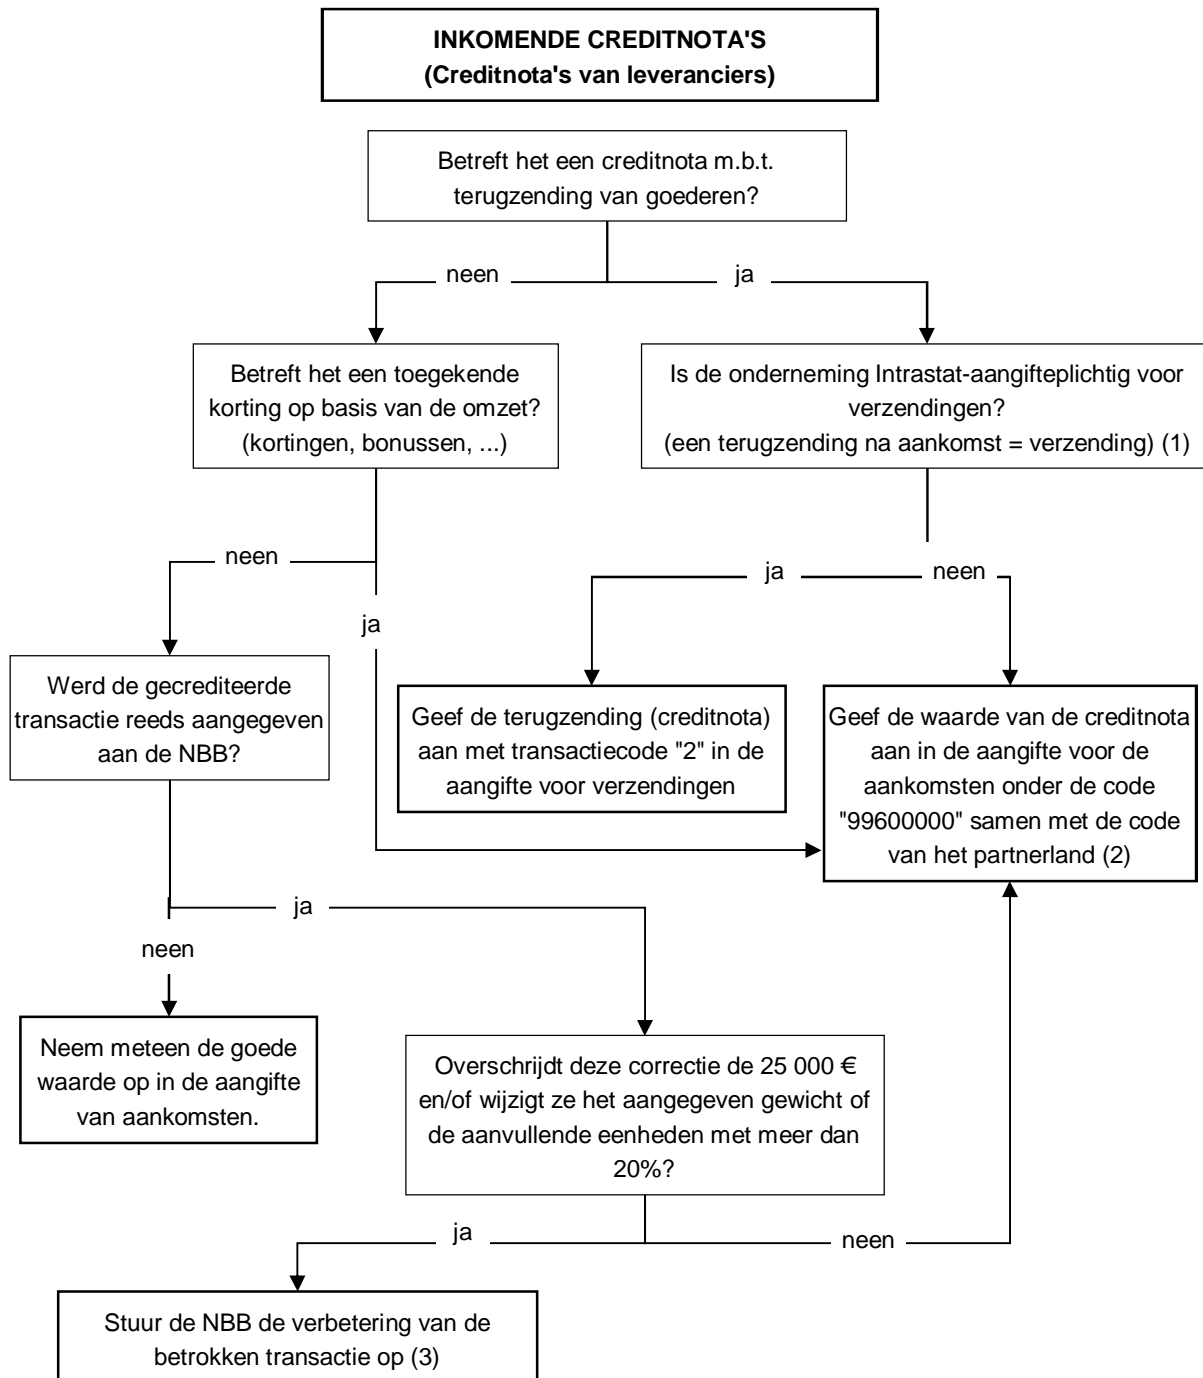 INKOMENDE CREDITNOTA'S
(Creditnota's van leveranciers)
Betreft het een creditnota m.b.t.
terugzending van goederen?
neen
ja
Betreft het een toegekende
korting op basis van de omzet?
(kortingen, bonussen, ...)
Is de onderneming Intrastat-aangifteplichtig voor
verzendingen?
(een terugzending na aankomst = verzending) (1)
neen
ja
ja
neen
Werd de gecrediteerde
transactie reeds aangegeven
aan de NBB?
Geef de terugzending (creditnota)
aan met transactiecode "2" in de
aangifte voor verzendingen
Geef de waarde van de creditnota
aan in de aangifte voor de
aankomsten onder de code
"99600000" samen met de code
van het partnerland (2)
ja
neen
Neem meteen de goede
waarde op in de aangifte
van aankomsten.
Overschrijdt deze correctie de 25 000 €
en/of wijzigt ze het aangegeven gewicht of
de aanvullende eenheden met meer dan
20%?
ja
neen
Stuur de NBB de verbetering van de
betrokken transactie op (3)